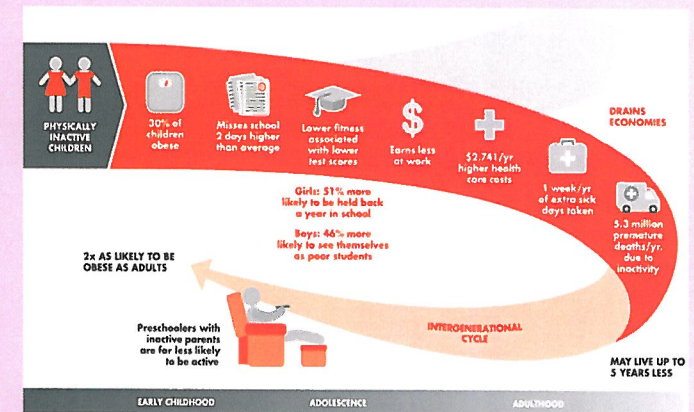 PHYSICALLY
INACTIVE
CHILDREN
30% of
children
obese
Misses school
2 days higher
than average
Lower fitness
associated
with lower
test scores
Earns less
at work
$2.741/yr
higher health
care costs
1 week/yr
of extra sick
days taken
5.3 million
premature
deaths/yr.
due to
inactivity
DRAINS
ECONOMIES
Girls: 51% more
likely to be held back
a year in school
Boys: 46% more
likely to see themselves
as poor students
2x AS LIKELY TO BE
OBESE AS ADULTS
Preschoolers with
inactive parents
are far less likely
to be active
INTERGENERATIONAL
CYCLE
MAY LIVE UP TO
5 YEARS LESS
EARLY CHILDHOOD
ADOLESCENCE
ADULTHOOD